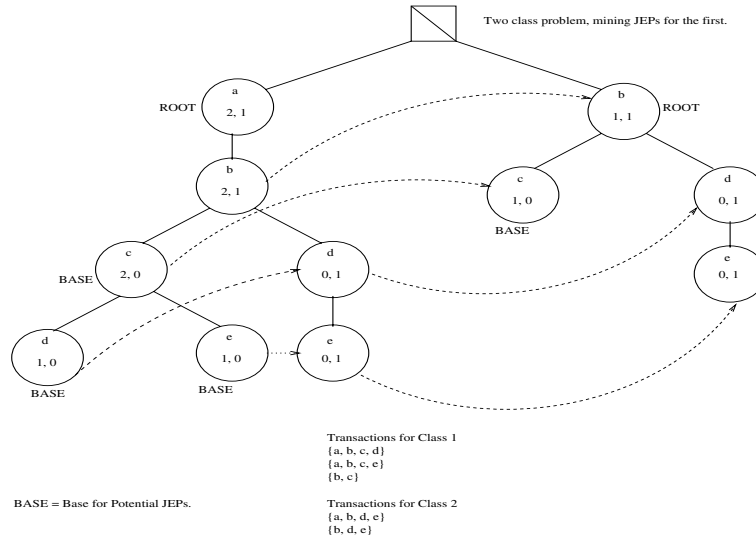 Two class problem, mining JEPs for the first.
a
ROOT
2, 1
b
1, 1
ROOT
b
2, 1
c
1, 0
BASE
d
0, 1
c
2, 0
BASE
d
0, 1
e
0, 1
d
1, 0
BASE
e
1, 0
BASE
e
0, 1
Transactions for Class 1
{a, b, c, d}
{a, b, c, e}
{b, c}
BASE = Base for Potential JEPs.
Transactions for Class 2
{a, b, d, e}
{b, d, e}